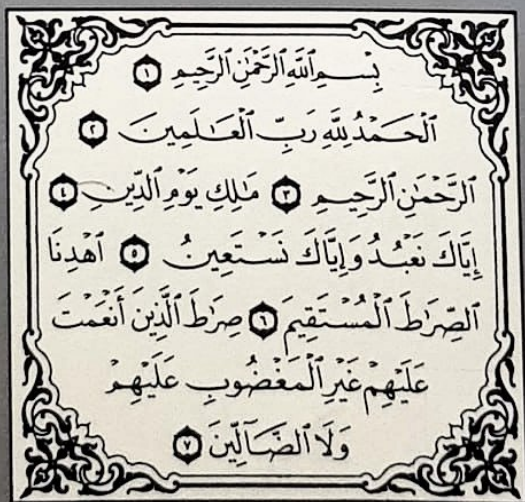 بِسْمِ ٱللَّهِ ٱلرَّحْمَٰنِ ٱلرَّحِيمِ ١
ٱلْحَمْدُ لِلَّهِ رَبِّ ٱلْعَٰلَمِينَ ٢
ٱلرَّحْمَٰنِ ٱلرَّحِيمِ ٣ مَٰلِكِ يَوْمِ ٱلدِّينِ ٤
إِيَّاكَ نَعْبُدُ وَإِيَّاكَ نَسْتَعِينُ ٥ ٱهْدِنَا
ٱلصِّرَٰطَ ٱلْمُسْتَقِيمَ ٦ صِرَٰطَ ٱلَّذِينَ أَنْعَمْتَ
عَلَيْهِمْ غَيْرِ ٱلْمَغْضُوبِ عَلَيْهِمْ
وَلَا ٱلضَّآلِّينَ ٧